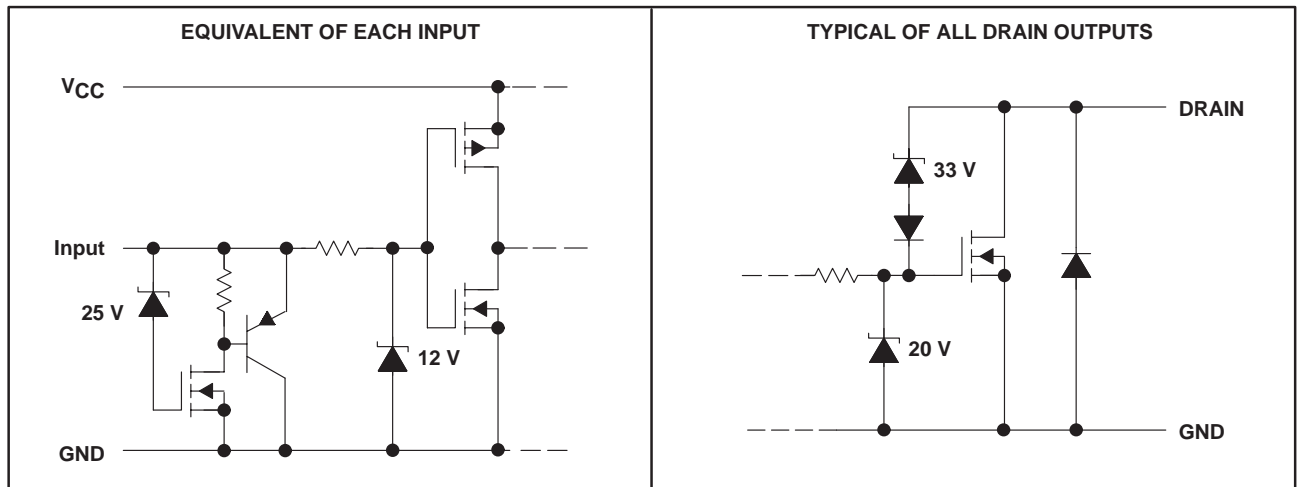 EQUIVALENT OF EACH INPUT
VCC
Input
25 V
12 V
GND
TYPICAL OF ALL DRAIN OUTPUTS
DRAIN
33 V
20 V
GND